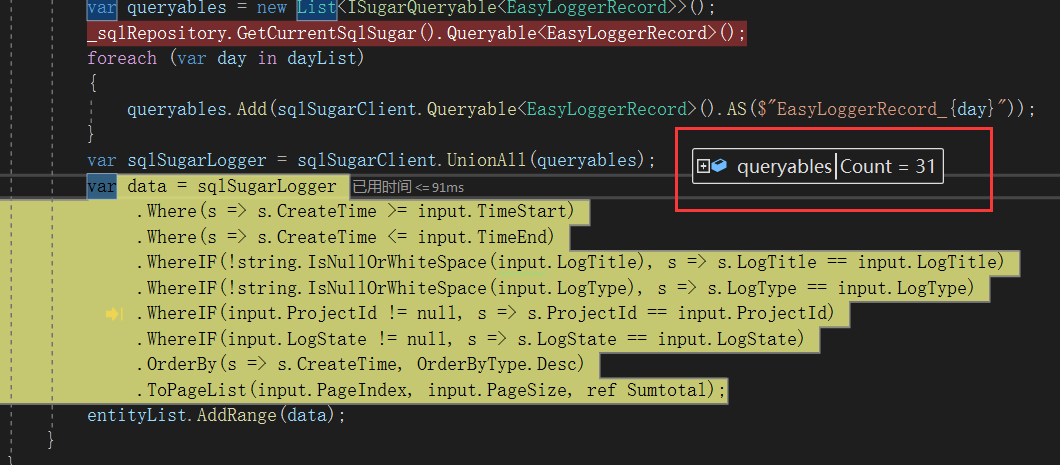 var queryables = new List<ISugarQueryable<EasyLoggerRecord>>();
_sqlRepository.GetCurrentSqlSugar().Queryable<EasyLoggerRecord>();
foreach (var day in dayList)
{
queryables.Add(sqlSugarClient.Queryable<EasyLoggerRecord>().AS($"EasyLoggerRecord_{day}"));
}
var sqlSugarLogger = sqlSugarClient.UnionAll(queryables);
queryables Count = 31
var data = sqlSugarLogger 已用时间 <= 91ms
.Where(s => s.CreateTime >= input.TimeStart)
.Where(s => s.CreateTime <= input.TimeEnd)
.WhereIF(!string.IsNullOrWhiteSpace(input.LogTitle), s => s.LogTitle == input.LogTitle)
.WhereIF(!string.IsNullOrWhiteSpace(input.LogType), s => s.LogType == input.LogType)
.WhereIF(input.ProjectId != null, s => s.ProjectId == input.ProjectId)
.WhereIF(input.LogState != null, s => s.LogState == input.LogState)
.OrderBy(s => s.CreateTime, OrderByType.Desc)
.ToPageList(input.PageIndex, input.PageSize, ref Sumtotal);
entityList.AddRange(data);
}
}